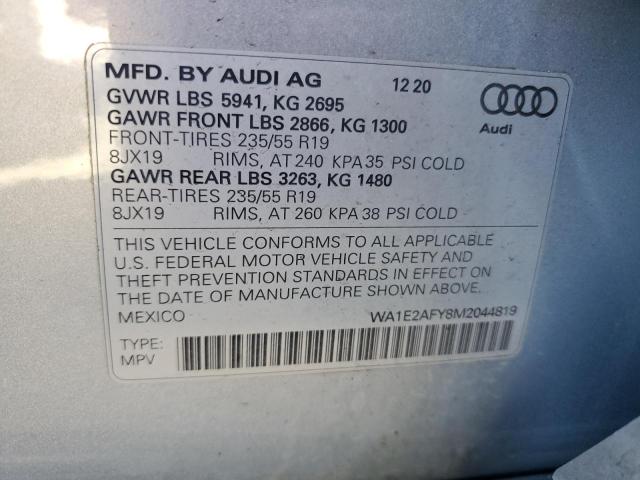 MFD. BY AUDI AG 12 20
GVWR LBS 5941, KG 2695
GAWR FRONT LBS 2866, KG 1300
FRONT-TIRES 235/55 R19
8JX19 RIMS, AT 240 KPA 35 PSI COLD
GAWR REAR LBS 3263, KG 1480
REAR-TIRES 235/55 R19
8JX19 RIMS, AT 260 KPA 38 PSI COLD
Audi
THIS VEHICLE CONFORMS TO ALL APPLICABLE
U.S. FEDERAL MOTOR VEHICLE SAFETY AND
THEFT PREVENTION STANDARDS IN EFFECT ON
THE DATE OF MANUFACTURE SHOWN ABOVE.
MEXICO WA1E2AFY8M2044819
TYPE:
MPV